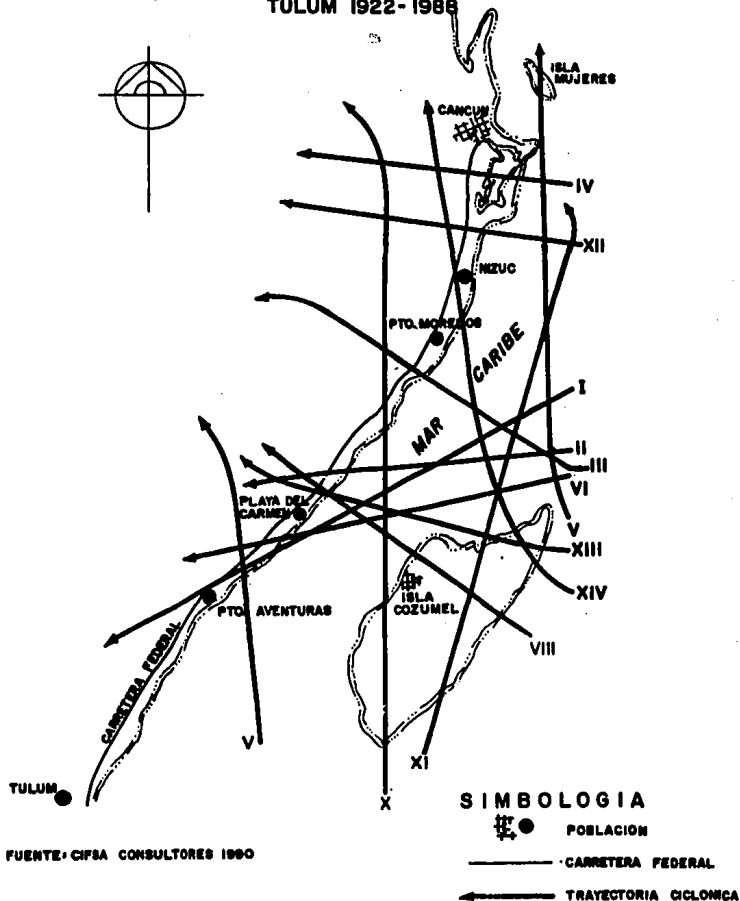 TULUM 1922-1988
ISLA
MUJERES
CANCUN
IV
XII
NIZUC
PTO. MORELOS
MAR CARIBE
I
II
III
VI
PLAYA DEL
CARMEN
V
XIII
XIV
ISLA
COZUMEL
PTO. AVENTURAS
VIII
CARRETERA FEDERAL
V
XI
TULUM
X
SIMBOLOGIA
POBLACION
FUENTE: CIFSA CONSULTORES 1990
CARRETERA FEDERAL
TRAYECTORIA CICLONICA